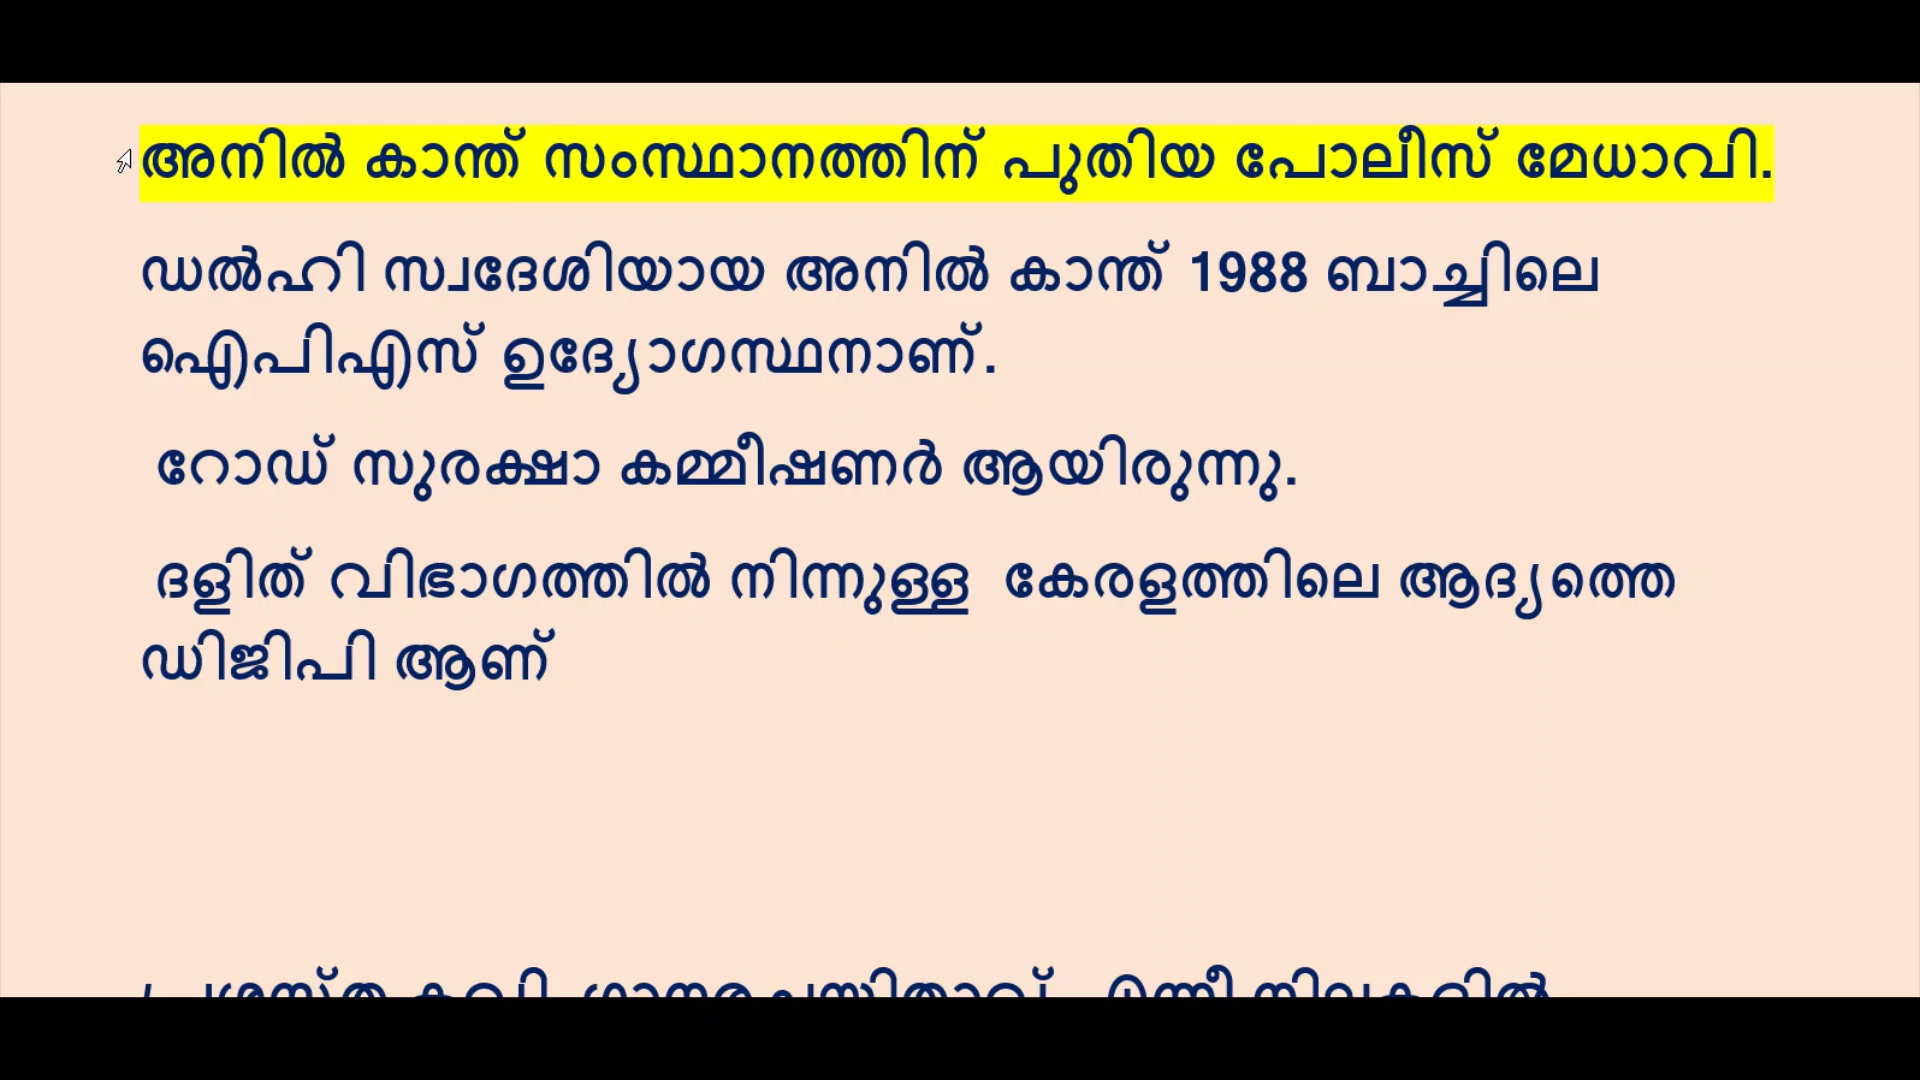 അനിൽ കാന്ത് സംസ്ഥാനത്തിന് പുതിയ പോലീസ് മേധാവി.
ഡൽഹി സ്വദേശിയായ അനിൽ കാന്ത് 1988 ബാച്ചിലെ
ഐപിഎസ് ഉദ്യോഗസ്ഥനാണ്.
റോഡ് സുരക്ഷാ കമ്മീഷണർ ആയിരുന്നു.
ദളിത് വിഭാഗത്തിൽ നിന്നുള്ള കേരളത്തിലെ ആദ്യത്തെ
ഡിജിപി ആണ്